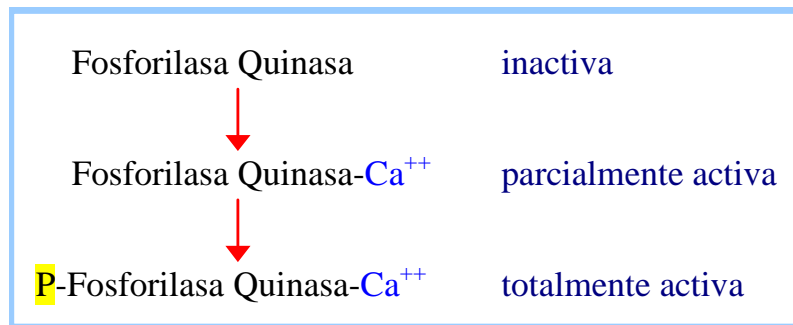 Fosforilasa Quinasa inactiva
Fosforilasa Quinasa-Ca++ parcialmente activa
P-Fosforilasa Quinasa-Ca++ totalmente activa